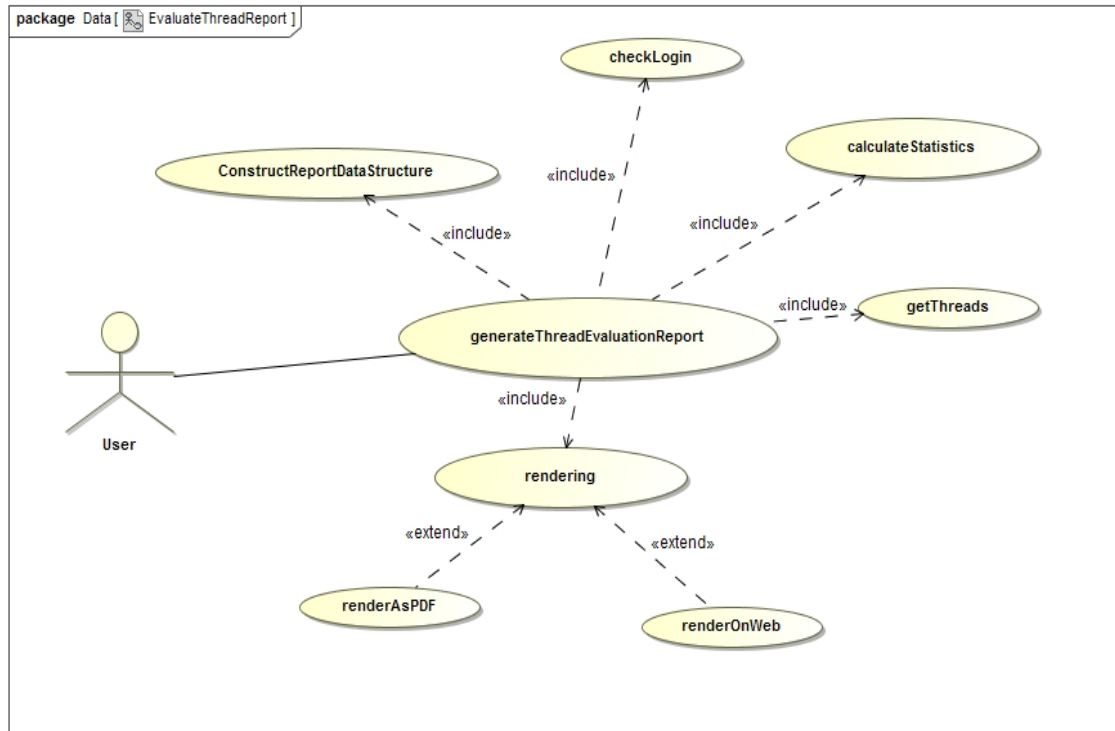 package Data [ EvaluateThreadReport ]
checkLogin
calculateStatistics
ConstructReportDataStructure
«include»
«include»
«include»
«include»
getThreads
generateThreadEvaluationReport
«include»
User
rendering
«extend»
«extend»
renderAsPDF
renderOnWeb